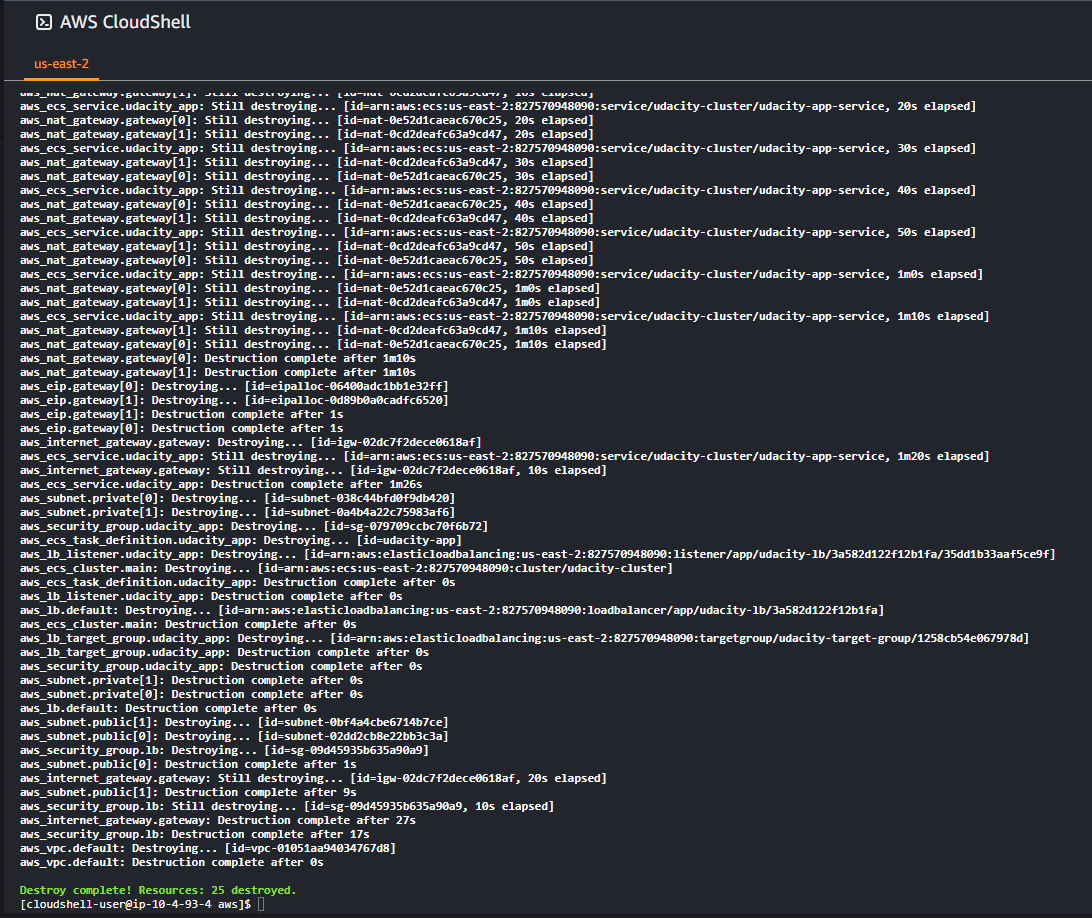 AWS CloudShell
us-east-2
aws_nat_gateway.gateway[1]: Still destroying... [id=nat-0cd2deafc63a9cd47, 10s elapsed]
aws_ecs_service.udacity_app: Still destroying... [id=arn:aws:ecs:us-east-2:827570948090:service/udacity-cluster/udacity-app-service, 20s elapsed]
aws_nat_gateway.gateway[0]: Still destroying... [id=nat-0e52d1caeac670c25, 20s elapsed]
aws_nat_gateway.gateway[1]: Still destroying... [id=nat-0cd2deafc63a9cd47, 20s elapsed]
aws_ecs_service.udacity_app: Still destroying... [id=arn:aws:ecs:us-east-2:827570948090:service/udacity-cluster/udacity-app-service, 30s elapsed]
aws_nat_gateway.gateway[1]: Still destroying... [id=nat-0cd2deafc63a9cd47, 30s elapsed]
aws_nat_gateway.gateway[0]: Still destroying... [id=nat-0e52d1caeac670c25, 30s elapsed]
aws_ecs_service.udacity_app: Still destroying... [id=arn:aws:ecs:us-east-2:827570948090:service/udacity-cluster/udacity-app-service, 40s elapsed]
aws_nat_gateway.gateway[0]: Still destroying... [id=nat-0e52d1caeac670c25, 40s elapsed]
aws_nat_gateway.gateway[1]: Still destroying... [id=nat-0cd2deafc63a9cd47, 40s elapsed]
aws_ecs_service.udacity_app: Still destroying... [id=arn:aws:ecs:us-east-2:827570948090:service/udacity-cluster/udacity-app-service, 50s elapsed]
aws_nat_gateway.gateway[1]: Still destroying... [id=nat-0cd2deafc63a9cd47, 50s elapsed]
aws_nat_gateway.gateway[0]: Still destroying... [id=nat-0e52d1caeac670c25, 50s elapsed]
aws_ecs_service.udacity_app: Still destroying... [id=arn:aws:ecs:us-east-2:827570948090:service/udacity-cluster/udacity-app-service, 1m0s elapsed]
aws_nat_gateway.gateway[0]: Still destroying... [id=nat-0e52d1caeac670c25, 1m0s elapsed]
aws_nat_gateway.gateway[1]: Still destroying... [id=nat-0cd2deafc63a9cd47, 1m0s elapsed]
aws_ecs_service.udacity_app: Still destroying... [id=arn:aws:ecs:us-east-2:827570948090:service/udacity-cluster/udacity-app-service, 1m10s elapsed]
aws_nat_gateway.gateway[1]: Still destroying... [id=nat-0cd2deafc63a9cd47, 1m10s elapsed]
aws_nat_gateway.gateway[0]: Still destroying... [id=nat-0e52d1caeac670c25, 1m10s elapsed]
aws_nat_gateway.gateway[0]: Destruction complete after 1m10s
aws_nat_gateway.gateway[1]: Destruction complete after 1m10s
aws_eip.gateway[0]: Destroying... [id=eipalloc-06400adc1bb1e32ff]
aws_eip.gateway[1]: Destroying... [id=eipalloc-0d89b0a0cadfc6520]
aws_eip.gateway[1]: Destruction complete after 1s
aws_eip.gateway[0]: Destruction complete after 1s
aws_internet_gateway.gateway: Destroying... [id=igw-02dc7f2dece0618af]
aws_ecs_service.udacity_app: Still destroying... [id=arn:aws:ecs:us-east-2:827570948090:service/udacity-cluster/udacity-app-service, 1m20s elapsed]
aws_internet_gateway.gateway: Still destroying... [id=igw-02dc7f2dece0618af, 10s elapsed]
aws_ecs_service.udacity_app: Destruction complete after 1m26s
aws_subnet.private[0]: Destroying... [id=subnet-038c44bfd0f9db420]
aws_subnet.private[1]: Destroying... [id=subnet-0a4b4a22c75983af6]
aws_security_group.udacity_app: Destroying... [id=sg-079709ccbc70f6b72]
aws_ecs_task_definition.udacity_app: Destroying... [id=udacity-app]
aws_lb_listener.udacity_app: Destroying... [id=arn:aws:elasticloadbalancing:us-east-2:827570948090:listener/app/udacity-lb/3a582d122f12b1fa/35dd1b33aaf5ce9f]
aws_ecs_cluster.main: Destroying... [id=arn:aws:ecs:us-east-2:827570948090:cluster/udacity-cluster]
aws_ecs_task_definition.udacity_app: Destruction complete after 0s
aws_lb_listener.udacity_app: Destruction complete after 0s
aws_lb.default: Destroying... [id=arn:aws:elasticloadbalancing:us-east-2:827570948090:loadbalancer/app/udacity-lb/3a582d122f12b1fa]
aws_ecs_cluster.main: Destruction complete after 0s
aws_lb_target_group.udacity_app: Destroying... [id=arn:aws:elasticloadbalancing:us-east-2:827570948090:targetgroup/udacity-target-group/1258cb54e067978d]
aws_lb_target_group.udacity_app: Destruction complete after 0s
aws_security_group.udacity_app: Destruction complete after 0s
aws_subnet.private[1]: Destruction complete after 0s
aws_subnet.private[0]: Destruction complete after 0s
aws_lb.default: Destruction complete after 0s
aws_subnet.public[1]: Destroying... [id=subnet-0bf4a4cbe6714b7ce]
aws_subnet.public[0]: Destroying... [id=subnet-02dd2cb8e22bb3c3a]
aws_security_group.lb: Destroying... [id=sg-09d45935b635a90a9]
aws_subnet.public[0]: Destruction complete after 1s
aws_internet_gateway.gateway: Still destroying... [id=igw-02dc7f2dece0618af, 20s elapsed]
aws_subnet.public[1]: Destruction complete after 9s
aws_security_group.lb: Still destroying... [id=sg-09d45935b635a90a9, 10s elapsed]
aws_internet_gateway.gateway: Destruction complete after 27s
aws_security_group.lb: Destruction complete after 17s
aws_vpc.default: Destroying... [id=vpc-01051aa94034767d8]
aws_vpc.default: Destruction complete after 0s
Destroy complete! Resources: 25 destroyed.
[cloudshell-user@ip-10-4-93-4 aws]$